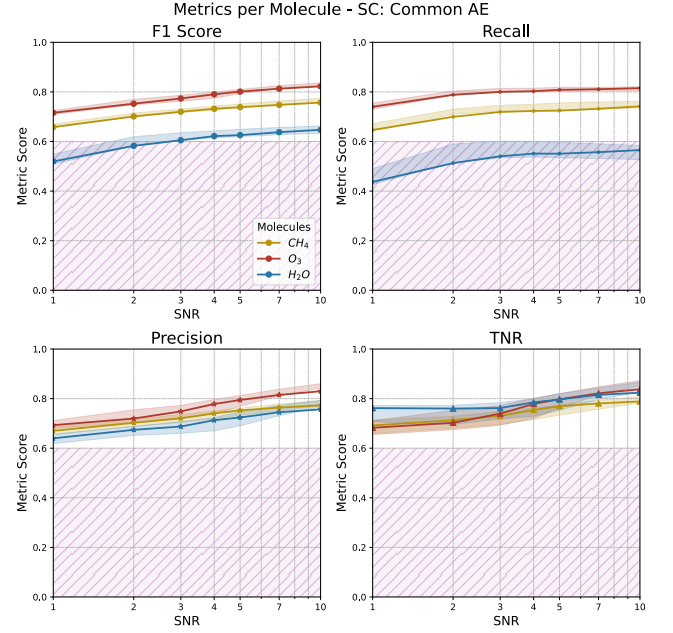 Metrics per Molecule - SC: Common AE
F1 Score
Metric Score
1.0
0.8
0.6
0.4
0.2
0.0
1 2 3 4 5 7 10
SNR
Molecules
CH4
O3
H2O
Recall
Metric Score
1.0
0.8
0.6
0.4
0.2
0.0
1 2 3 4 5 7 10
SNR
Precision
Metric Score
1.0
0.8
0.6
0.4
0.2
0.0
1 2 3 4 5 7 10
SNR
TNR
Metric Score
1.0
0.8
0.6
0.4
0.2
0.0
1 2 3 4 5 7 10
SNR